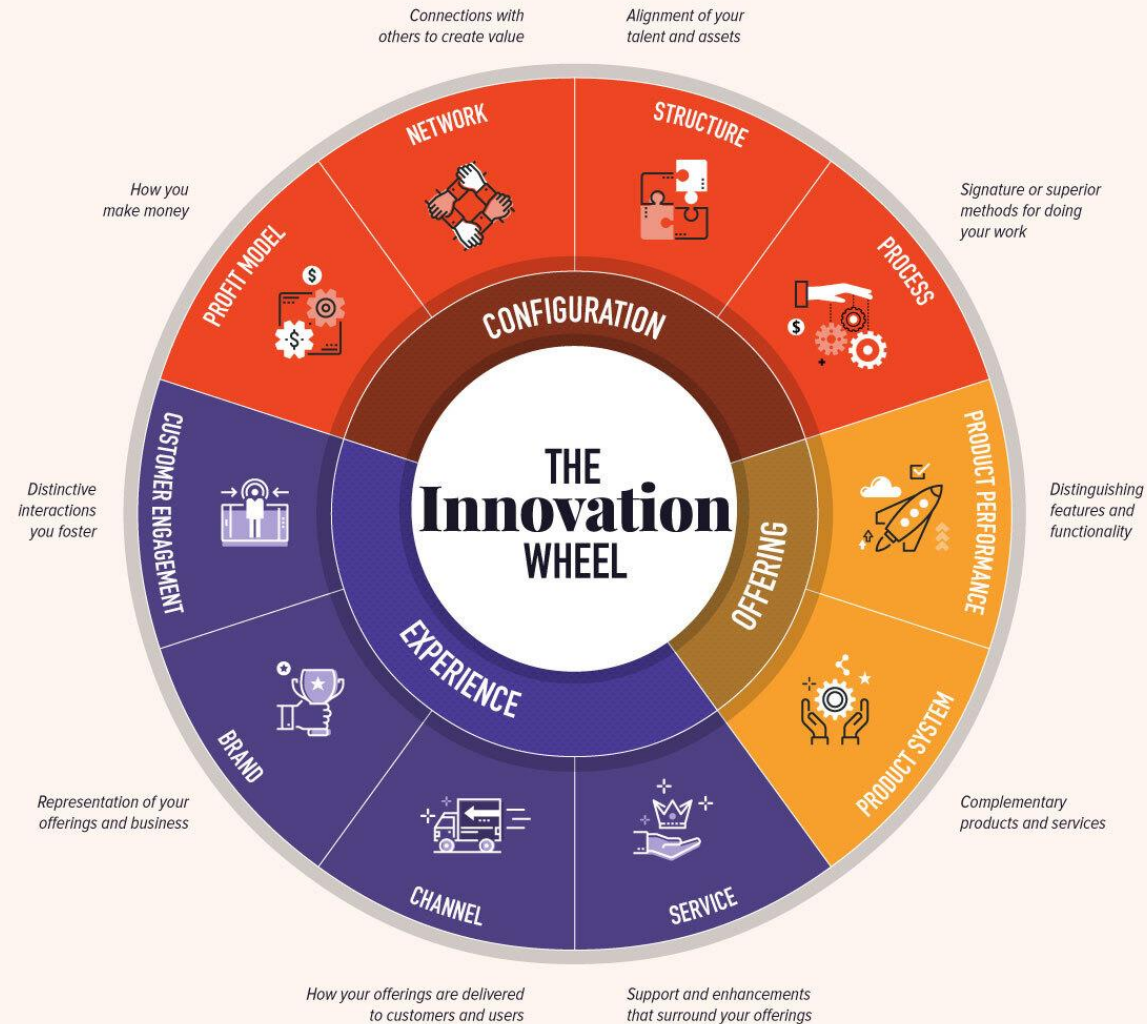 Connections with
others to create value
Alignment of your
talent and assets
NETWORK
STRUCTURE
How you
make money
Signature or superior
methods for doing
your work
PROFIT MODEL
$
$
PROCESS
$
CONFIGURATION
CUSTOMER ENGAGEMENT
PRODUCT PERFORMANCE
THE
Innovation
WHEEL
Distinctive
interactions
you foster
Distinguishing
features and
functionality
OFFERING
EXPERIENCE
BRAND
PRODUCT SYSTEM
Representation of your
offerings and business
Complementary
products and services
CHANNEL
SERVICE
How your offerings are delivered
to customers and users
Support and enhancements
that surround your offerings